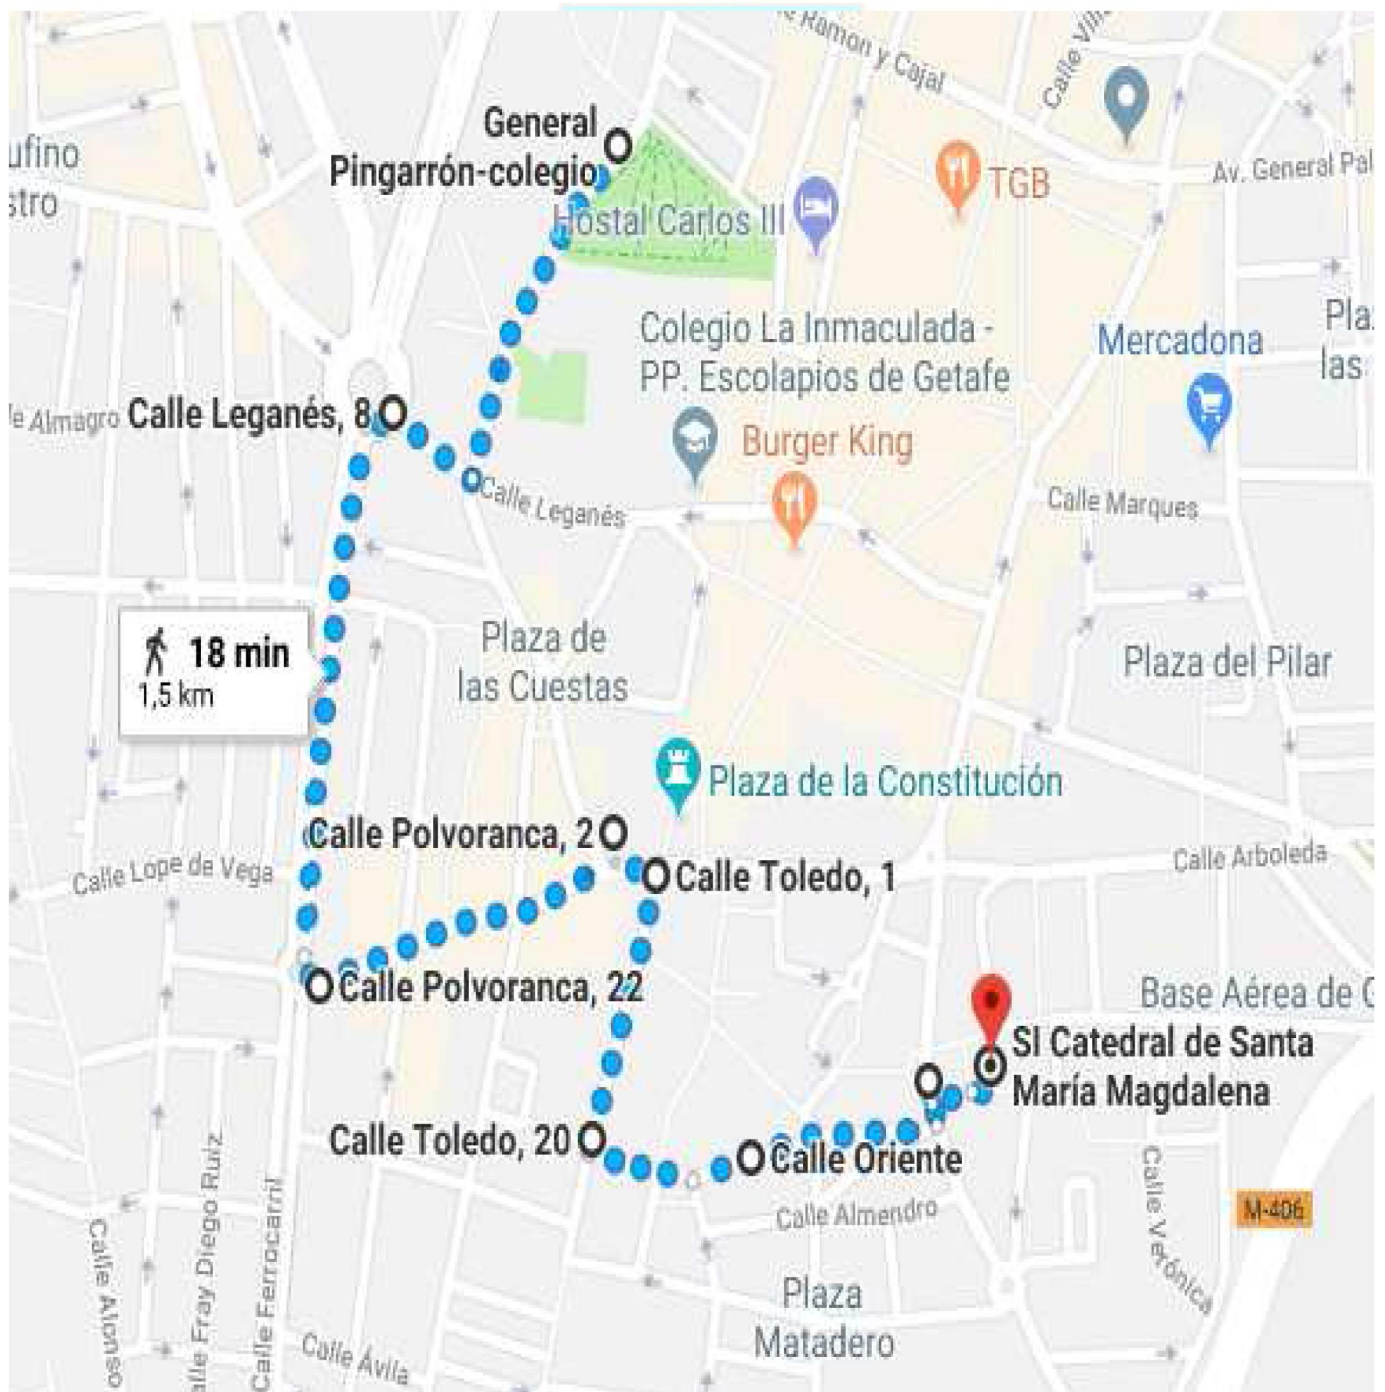 Ramon y Cajal
Calle
General
Pingarrón-colegio
ufino
stro
TGB
Av. General Pal
Hostal Carlos III
Colegio La Inmaculada -
PP. Escolapios de Getafe
Mercadona
Pla
las
e Almagro
Calle Leganés, 8
Burger King
Calle Leganés
Calle Marques
18 min
1,5 km
Plaza de
las Cuestas
Plaza del Pilar
Plaza de la Constitución
Calle Polvoranca, 2
Calle Lope de Vega
Calle Toledo, 1
Calle Arboleda
Calle Polvoranca, 22
Base Aérea de G
SI Catedral de Santa
María Magdalena
Calle Toledo, 20
Calle Oriente
Calle Almendro
Calle Verónica
M-406
Calle Alonso
alle Fray Diego Ruiz
Calle Ferrocarril
Plaza
Matadero
Calle Ávila